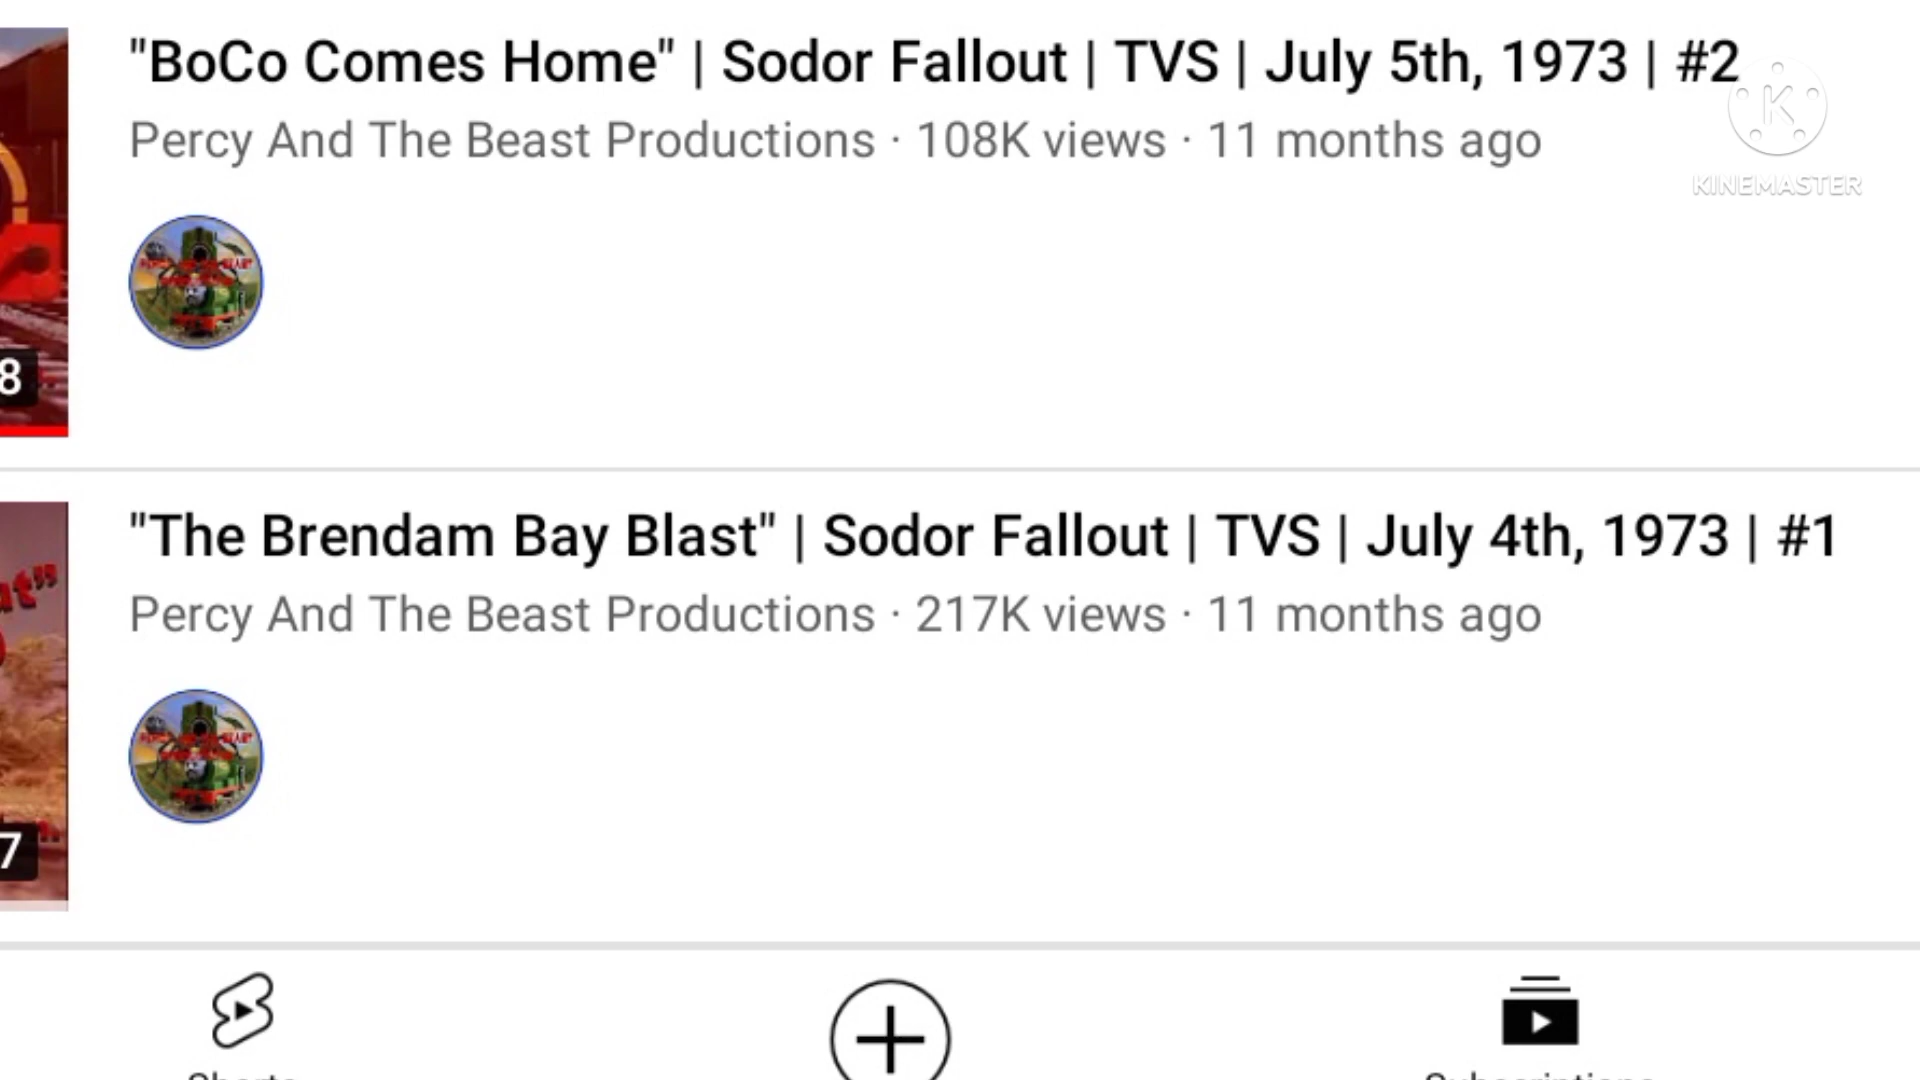 "BoCo Comes Home" | Sodor Fallout | TVS | July 5th, 1973 | #2
Percy And The Beast Productions · 108K views · 11 months ago
K
KINEMASTER
8
"The Brendam Bay Blast" | Sodor Fallout | TVS | July 4th, 1973 | #1
Percy And The Beast Productions · 217K views · 11 months ago
7
Shorts
Subscriptions